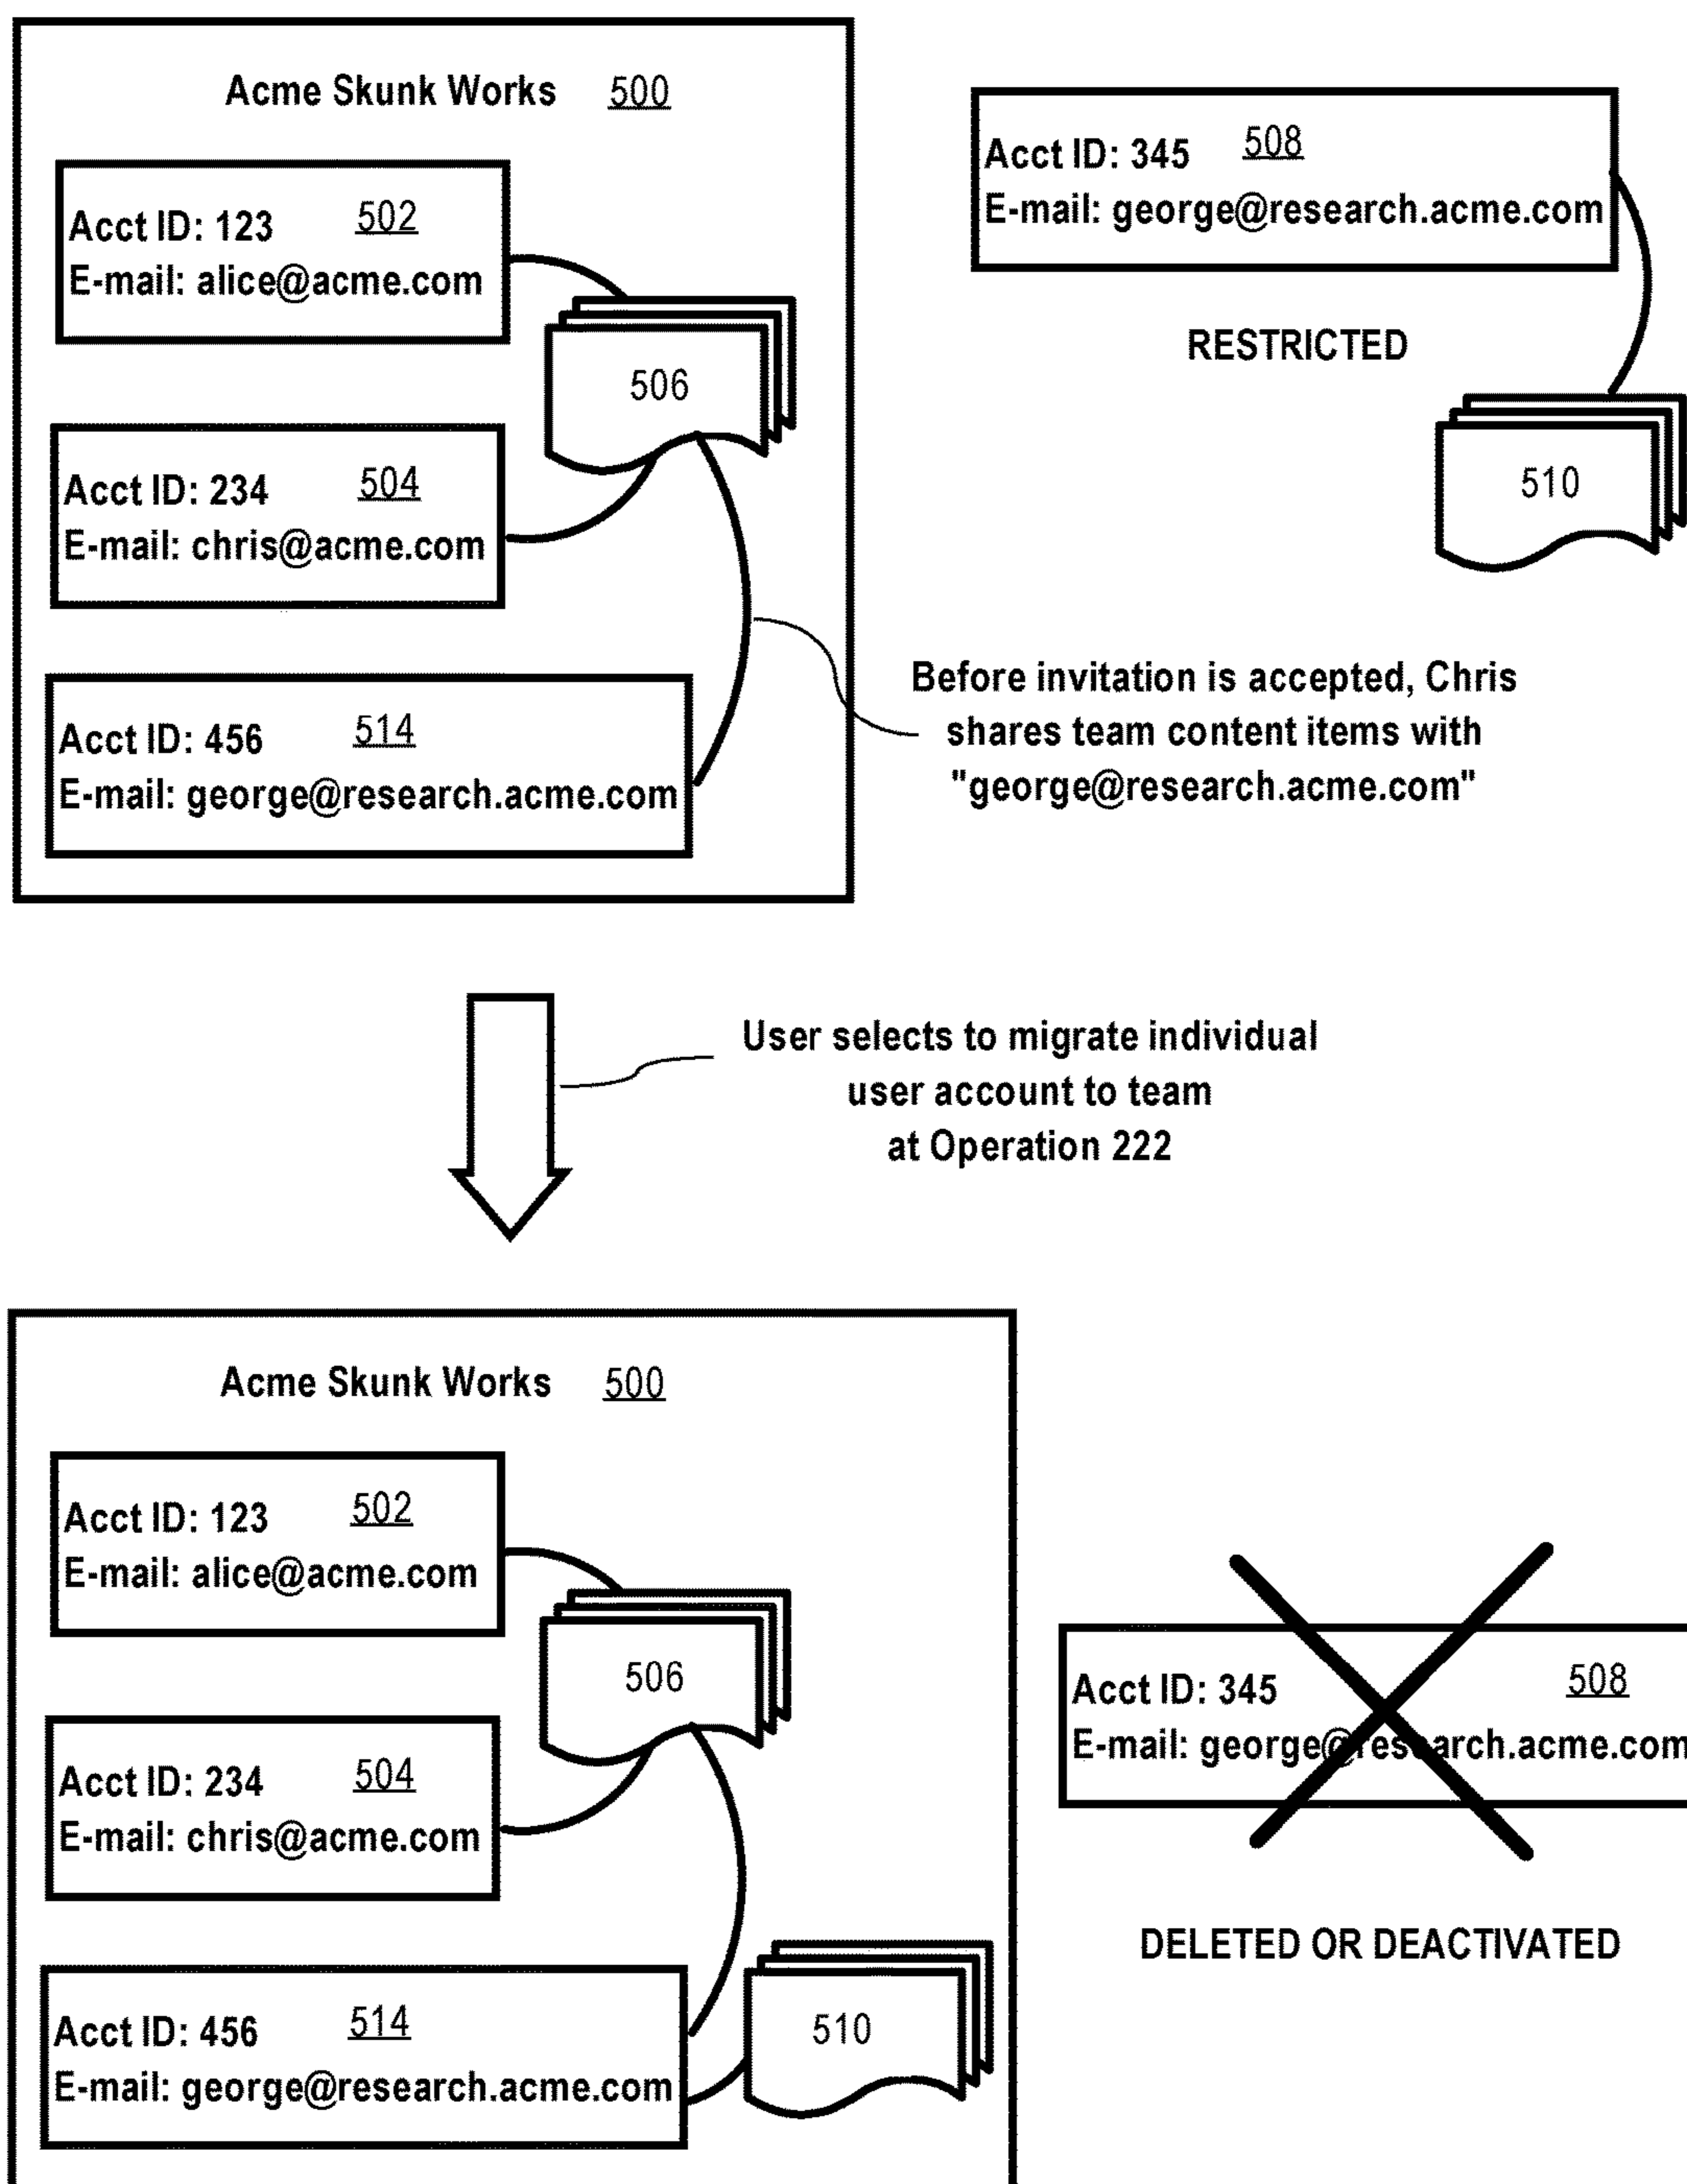 Acme Skunk Works 500
Acct ID: 123 502
E-mail: alice@acme.com
506
Acct ID: 234 504
E-mail: chris@acme.com
Acct ID: 456 514
E-mail: george@research.acme.com
Acct ID: 345 508
E-mail: george@research.acme.com
RESTRICTED
510
Before invitation is accepted, Chris
shares team content items with
"george@research.acme.com"
User selects to migrate individual
user account to team
at Operation 222
Acme Skunk Works 500
Acct ID: 123 502
E-mail: alice@acme.com
506
Acct ID: 234 504
E-mail: chris@acme.com
Acct ID: 456 514
E-mail: george@research.acme.com
510
Acct ID: 345 508
E-mail: george@research.acme.com
DELETED OR DEACTIVATED